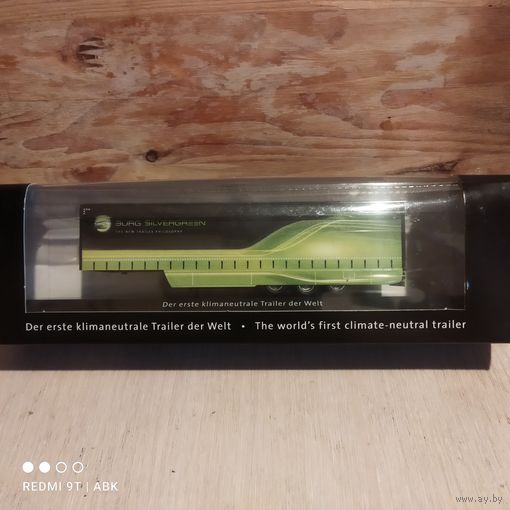 BURG SILVERGREEN
THE NEW TRAILER PHILOSOPHY
Der erste klimaneutrale Trailer der Welt
Der erste klimaneutrale Trailer der Welt • The world's first climate-neutral trailer
REDMI 9T | ABK
www.ay.by